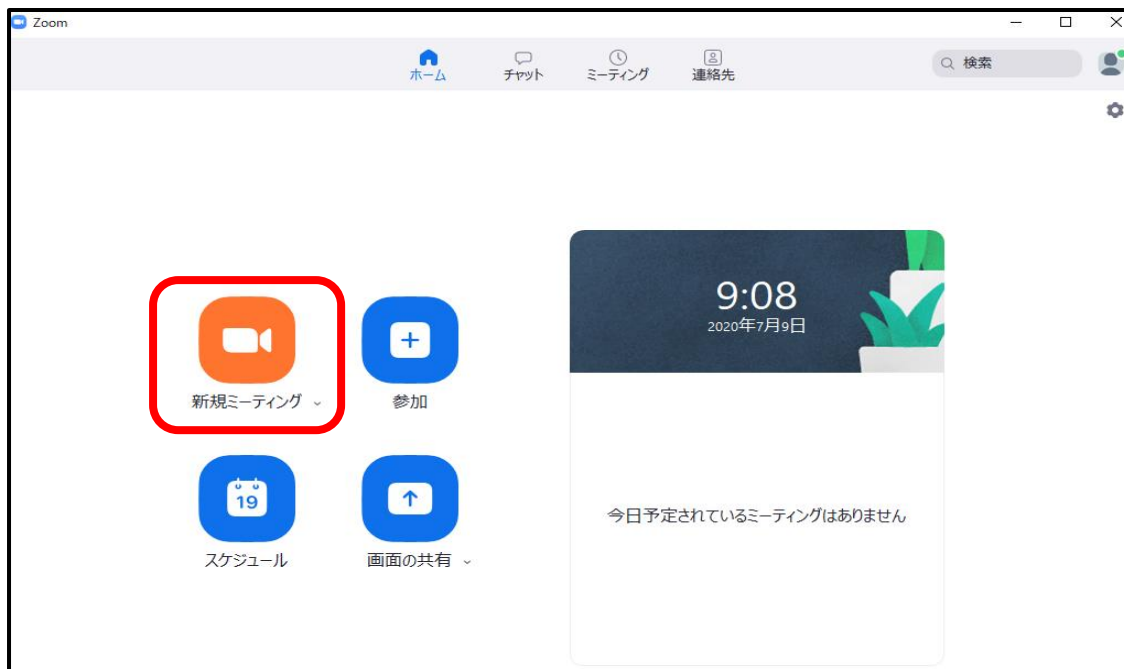 Zoom
ホーム
チャット
ミーティング
連絡先
検索
9:08
2020年7月9日
新規ミーティング
参加
19
スケジュール
画面の共有
今日予定されているミーティングはありません